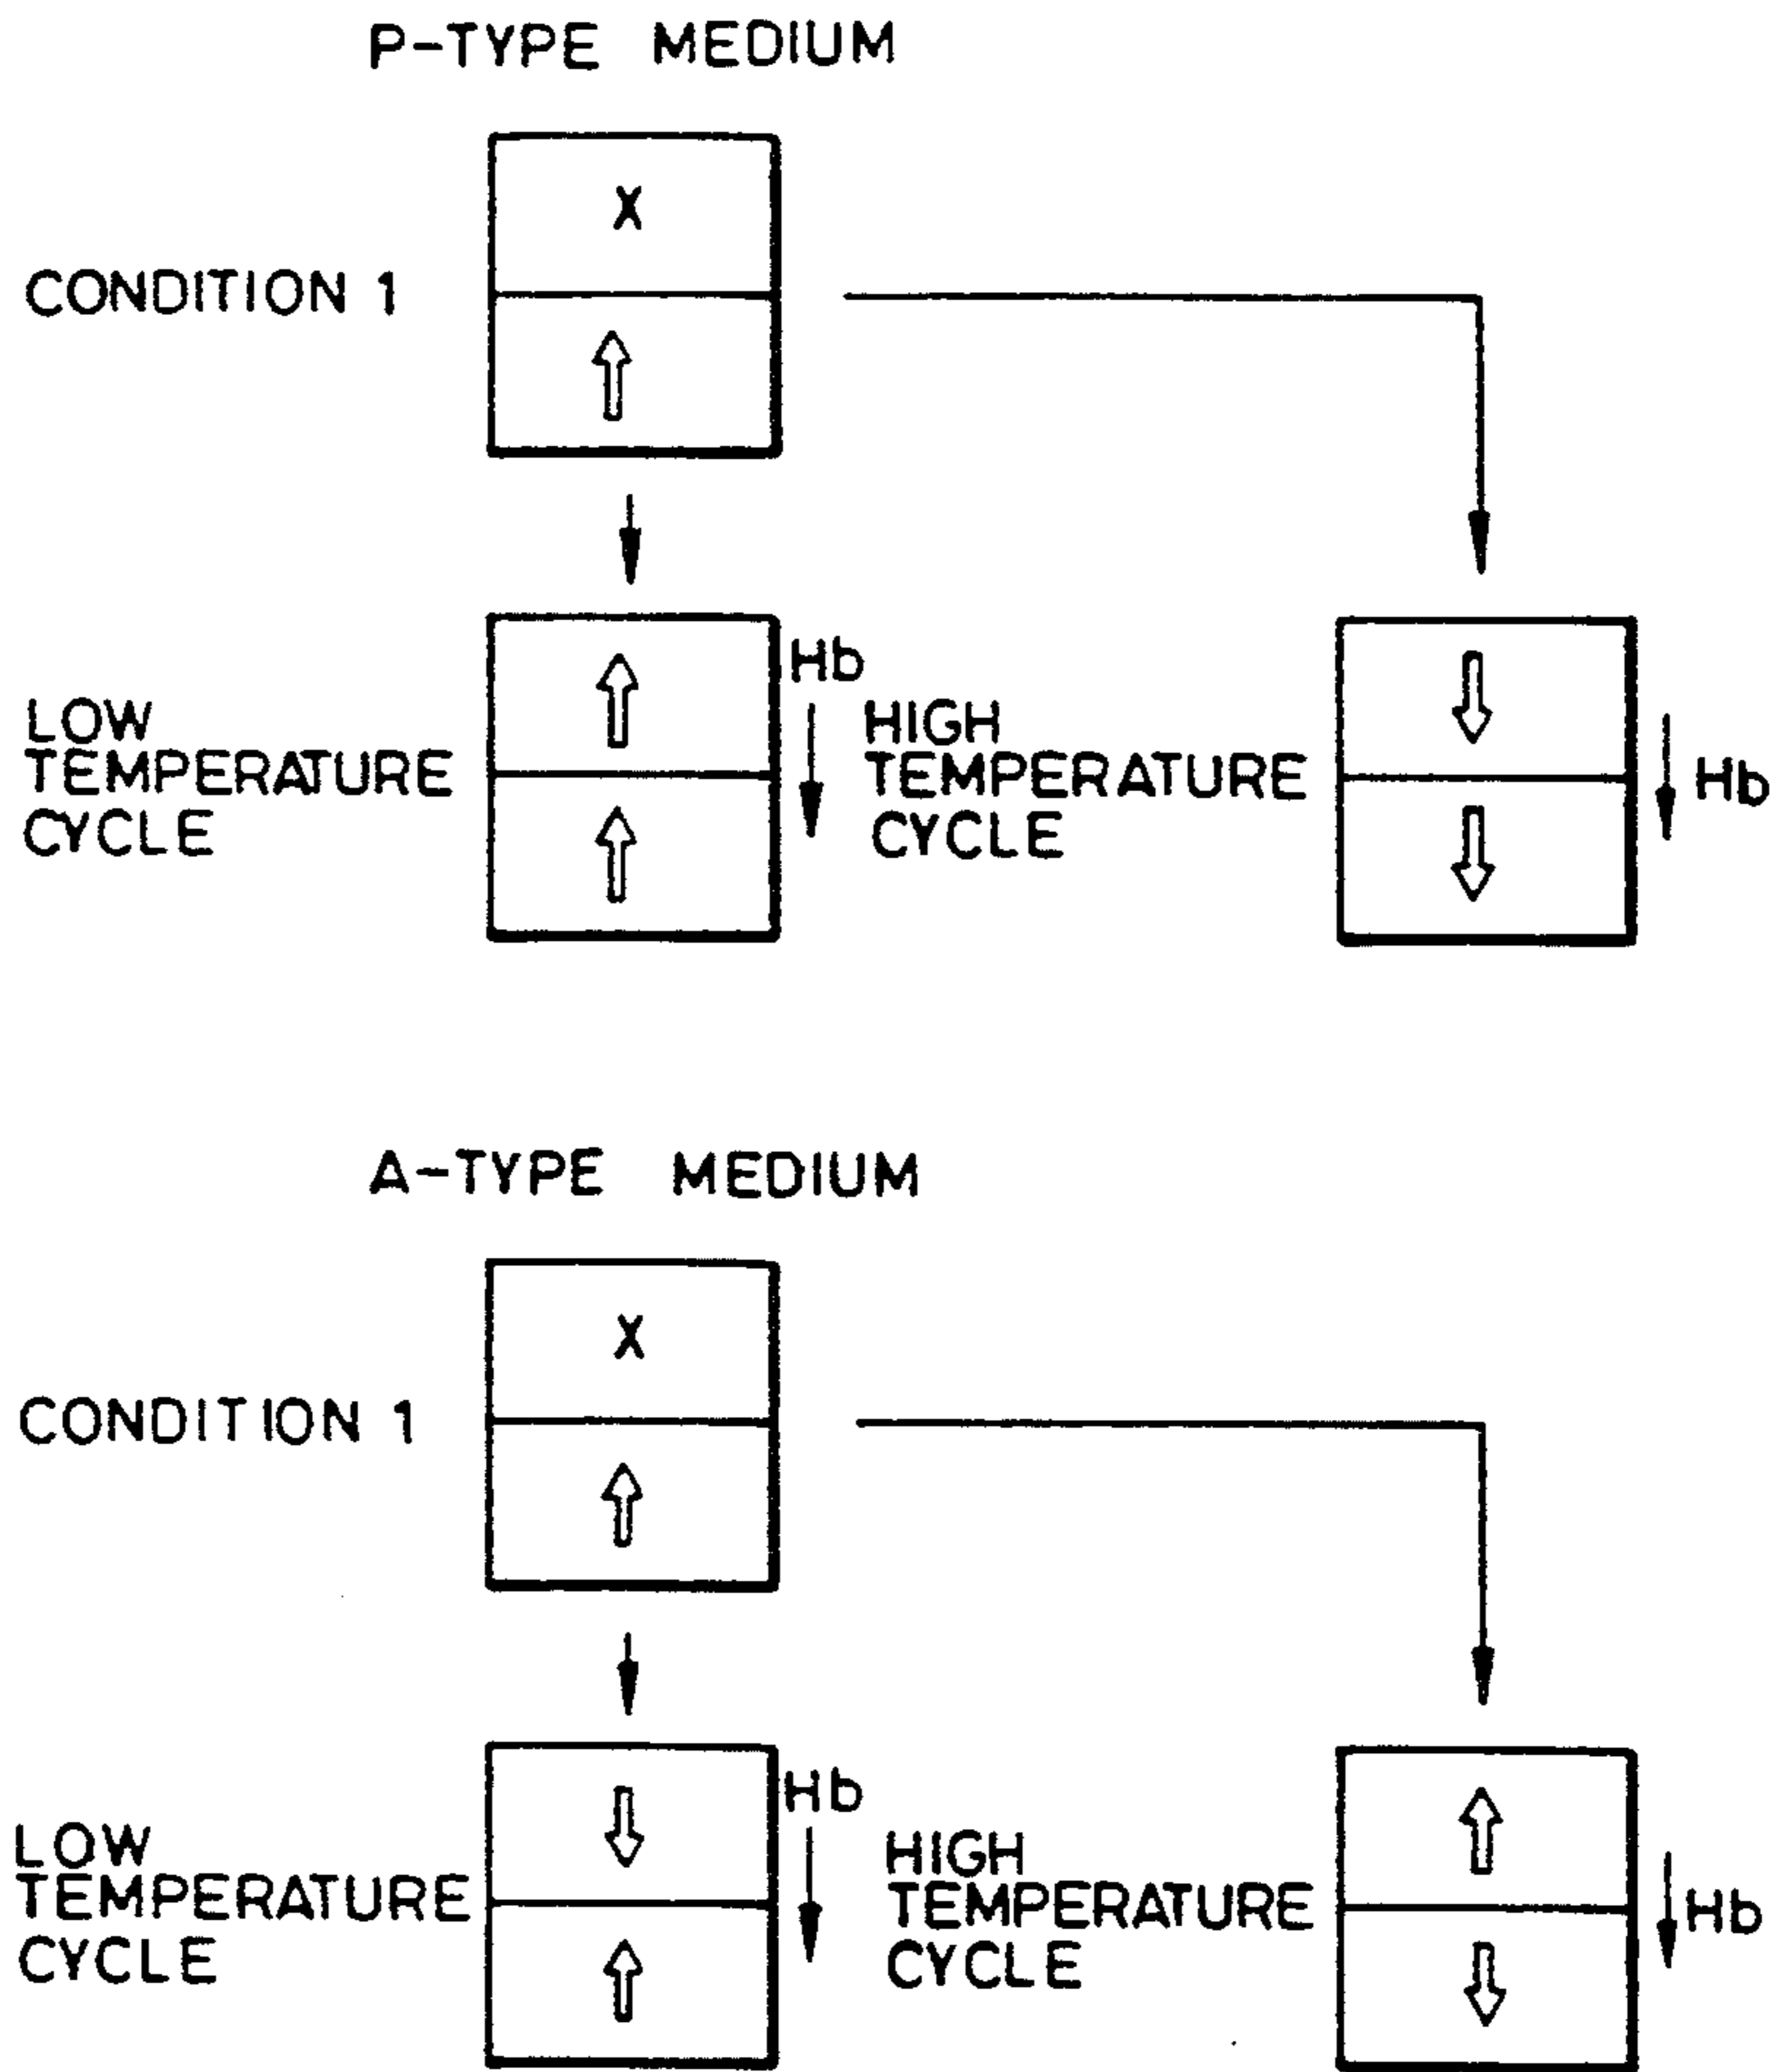 P-TYPE MEDIUM
X
CONDITION 1
Hb
LOW
TEMPERATURE
CYCLE
HIGH
TEMPERATURE
CYCLE
Hb
A-TYPE MEDIUM
X
CONDITION 1
Hb
LOW
TEMPERATURE
CYCLE
HIGH
TEMPERATURE
CYCLE
Hb